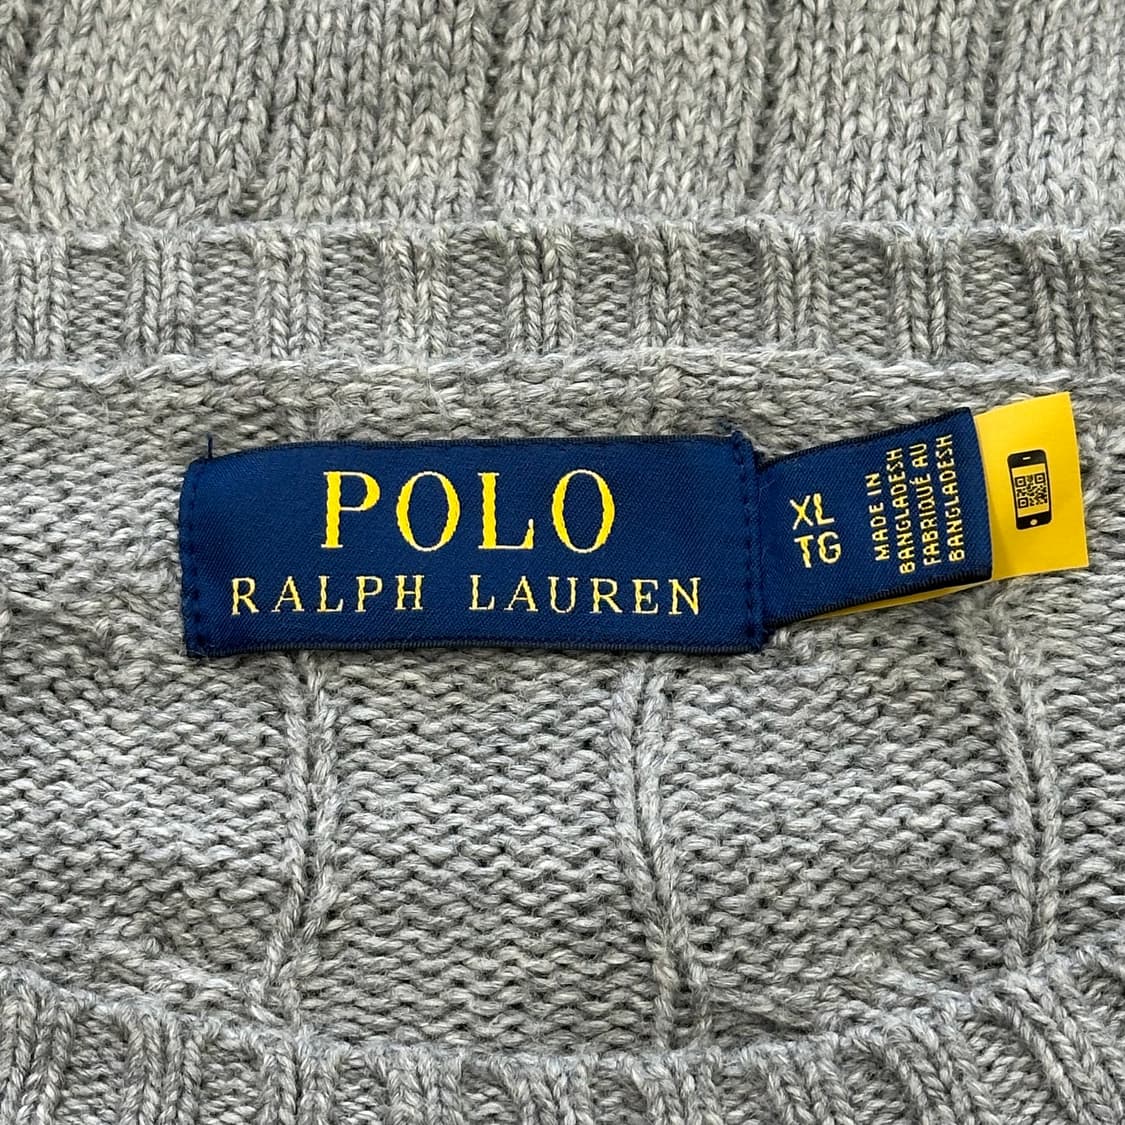 POLO
RALPH LAUREN
XL
TG
MADE IN
BANGLADESH
FABRIQUÉ AU
BANGLADESH